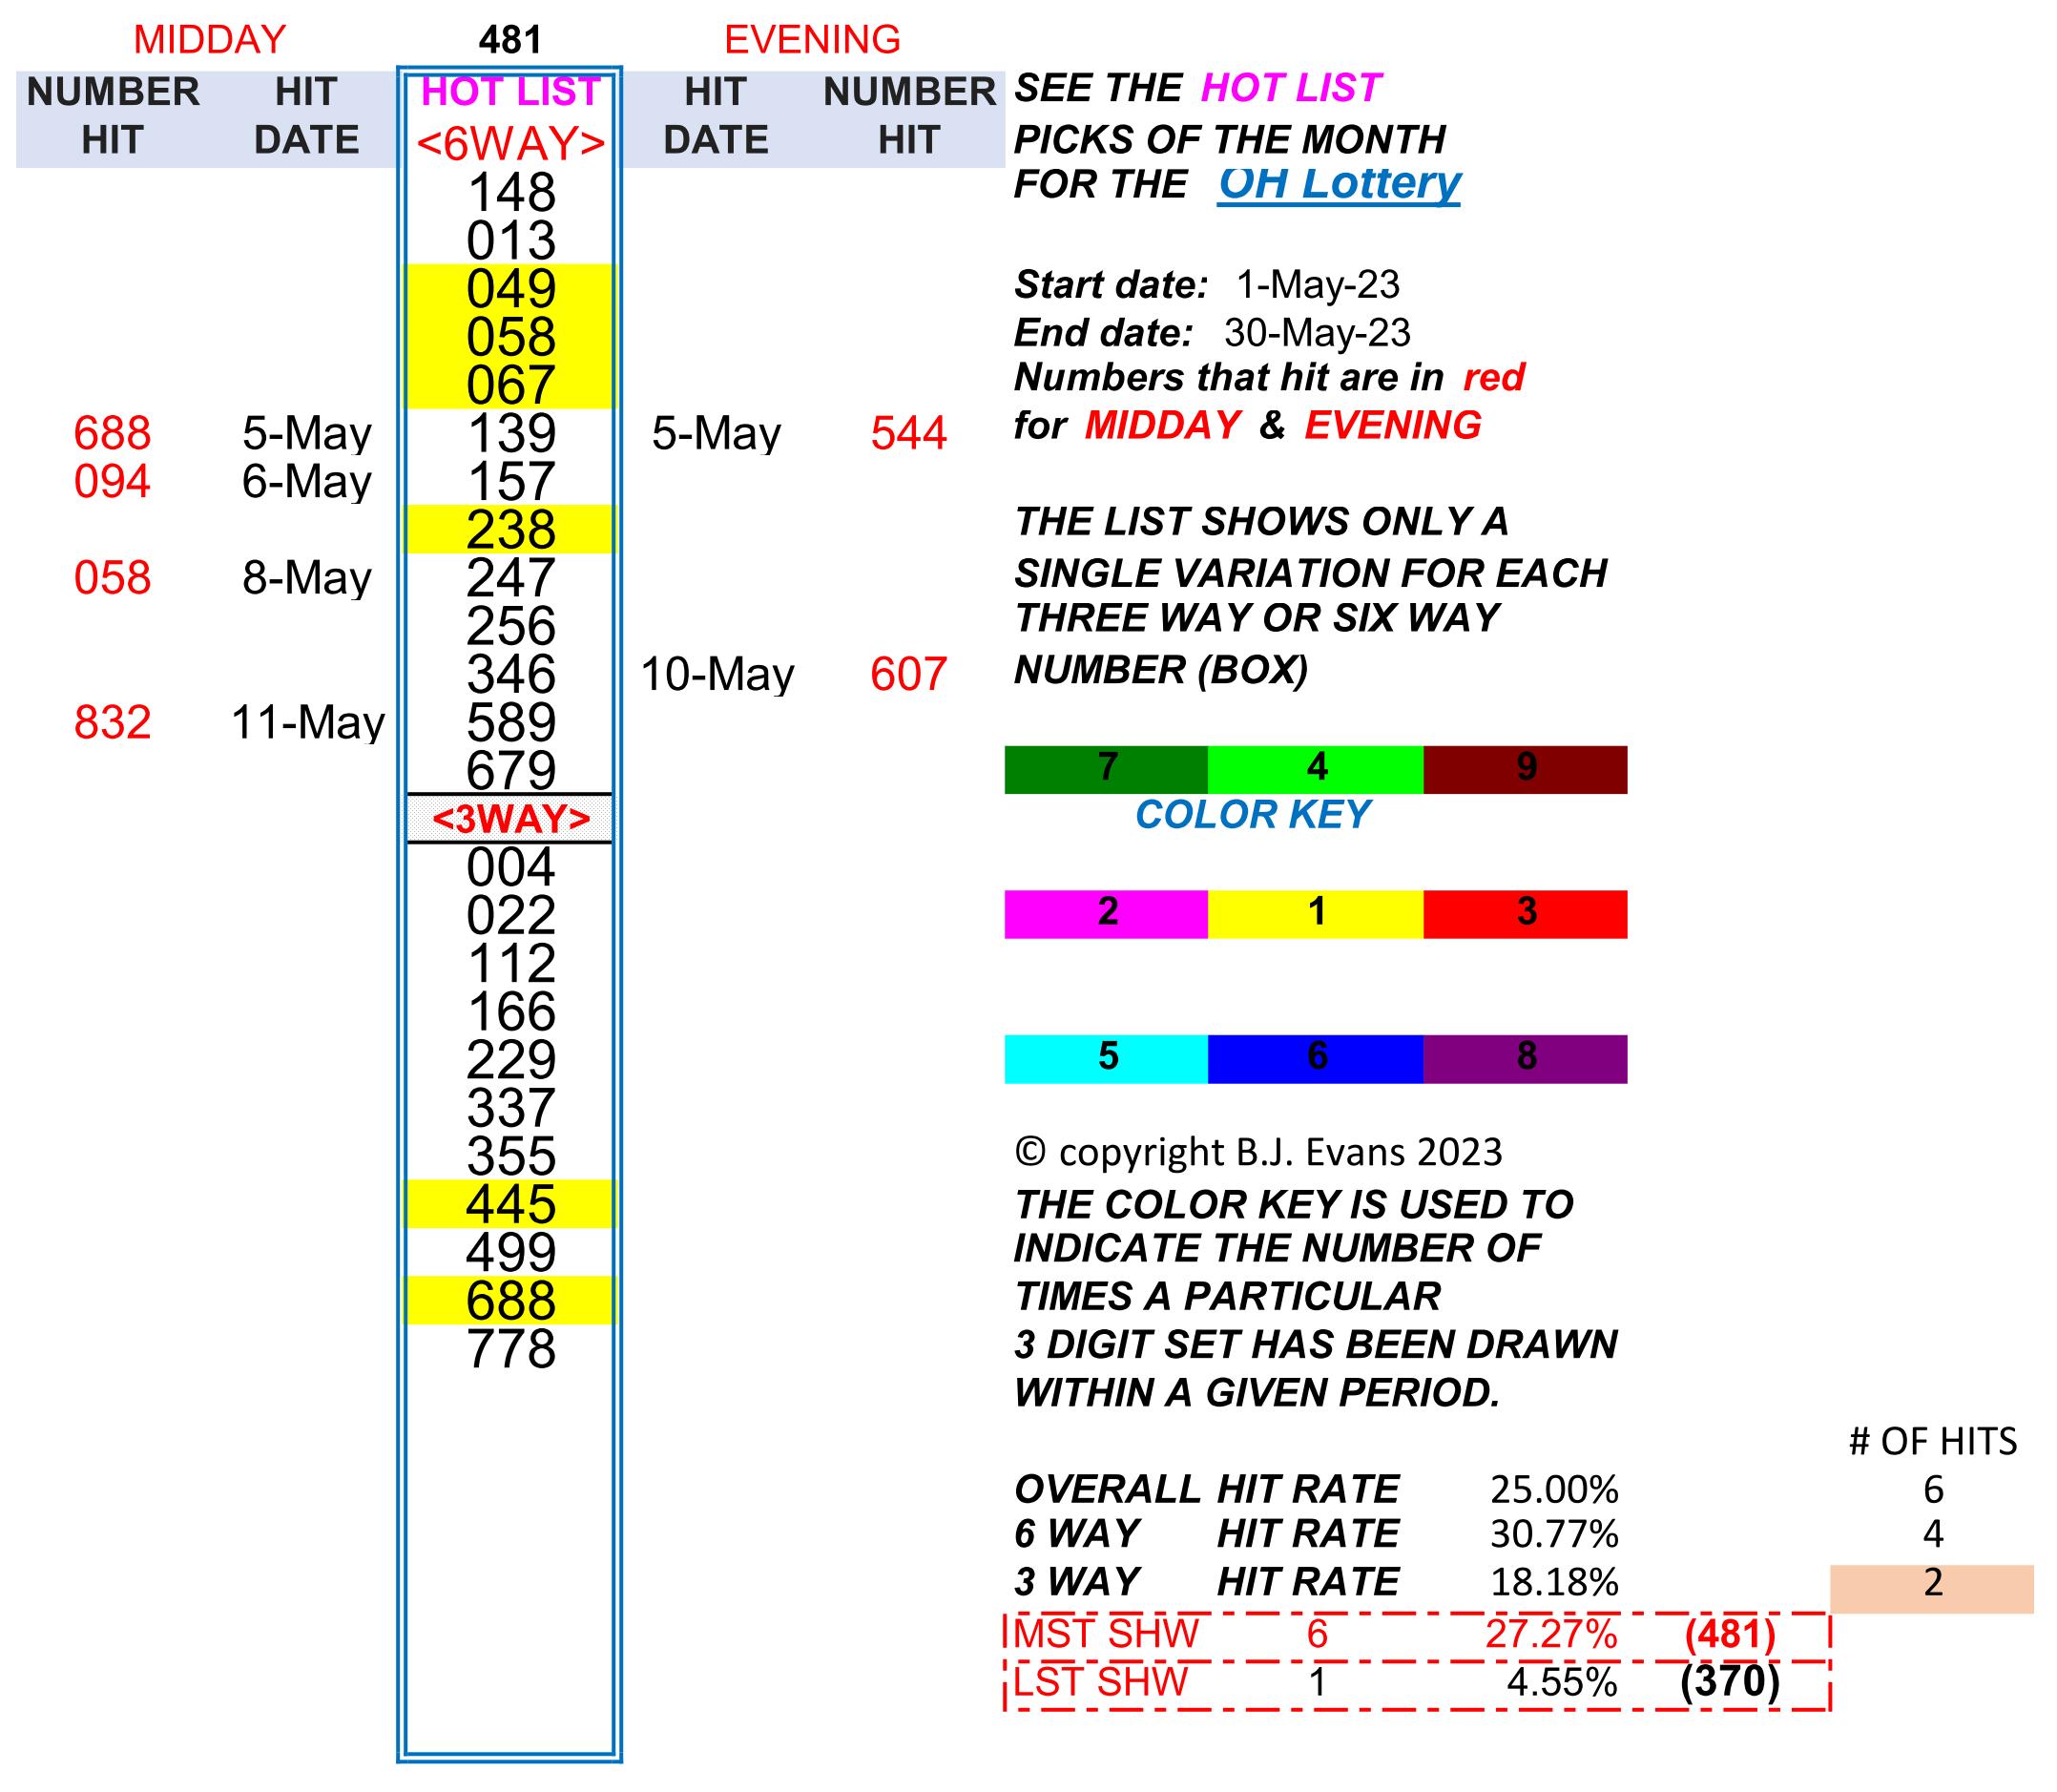 MIDDAY 481 EVENING
NUMBER HIT HOT LIST HIT NUMBER SEE THE HOT LIST
HIT DATE <6WAY> DATE HIT PICKS OF THE MONTH
148 FOR THE OH Lottery
013
049 Start date: 1-May-23
058 End date: 30-May-23
067 Numbers that hit are in red
688 5-May 139 5-May 544 for MIDDAY & EVENING
094 6-May 157
238 THE LIST SHOWS ONLY A
058 8-May 247 SINGLE VARIATION FOR EACH
256 THREE WAY OR SIX WAY
346 10-May 607 NUMBER (BOX)
832 11-May 589
679 7 4 9
<3WAY> COLOR KEY
004
022 2 1 3
112
166
229 5 6 8
337
355 © copyright B.J. Evans 2023
445 THE COLOR KEY IS USED TO
499 INDICATE THE NUMBER OF
688 TIMES A PARTICULAR
778 3 DIGIT SET HAS BEEN DRAWN
WITHIN A GIVEN PERIOD.
# OF HITS
OVERALL HIT RATE 25.00% 6
6 WAY HIT RATE 30.77% 4
3 WAY HIT RATE 18.18% 2
MST SHW 6 27.27% (481)
LST SHW 1 4.55% (370)